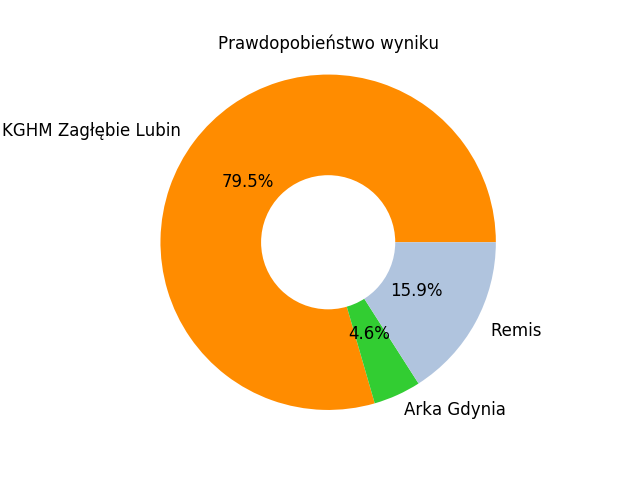 Prawdopobieństwo wyniku
KGHM Zagłębie Lubin
79.5%
15.9%
4.6%
Remis
Arka Gdynia